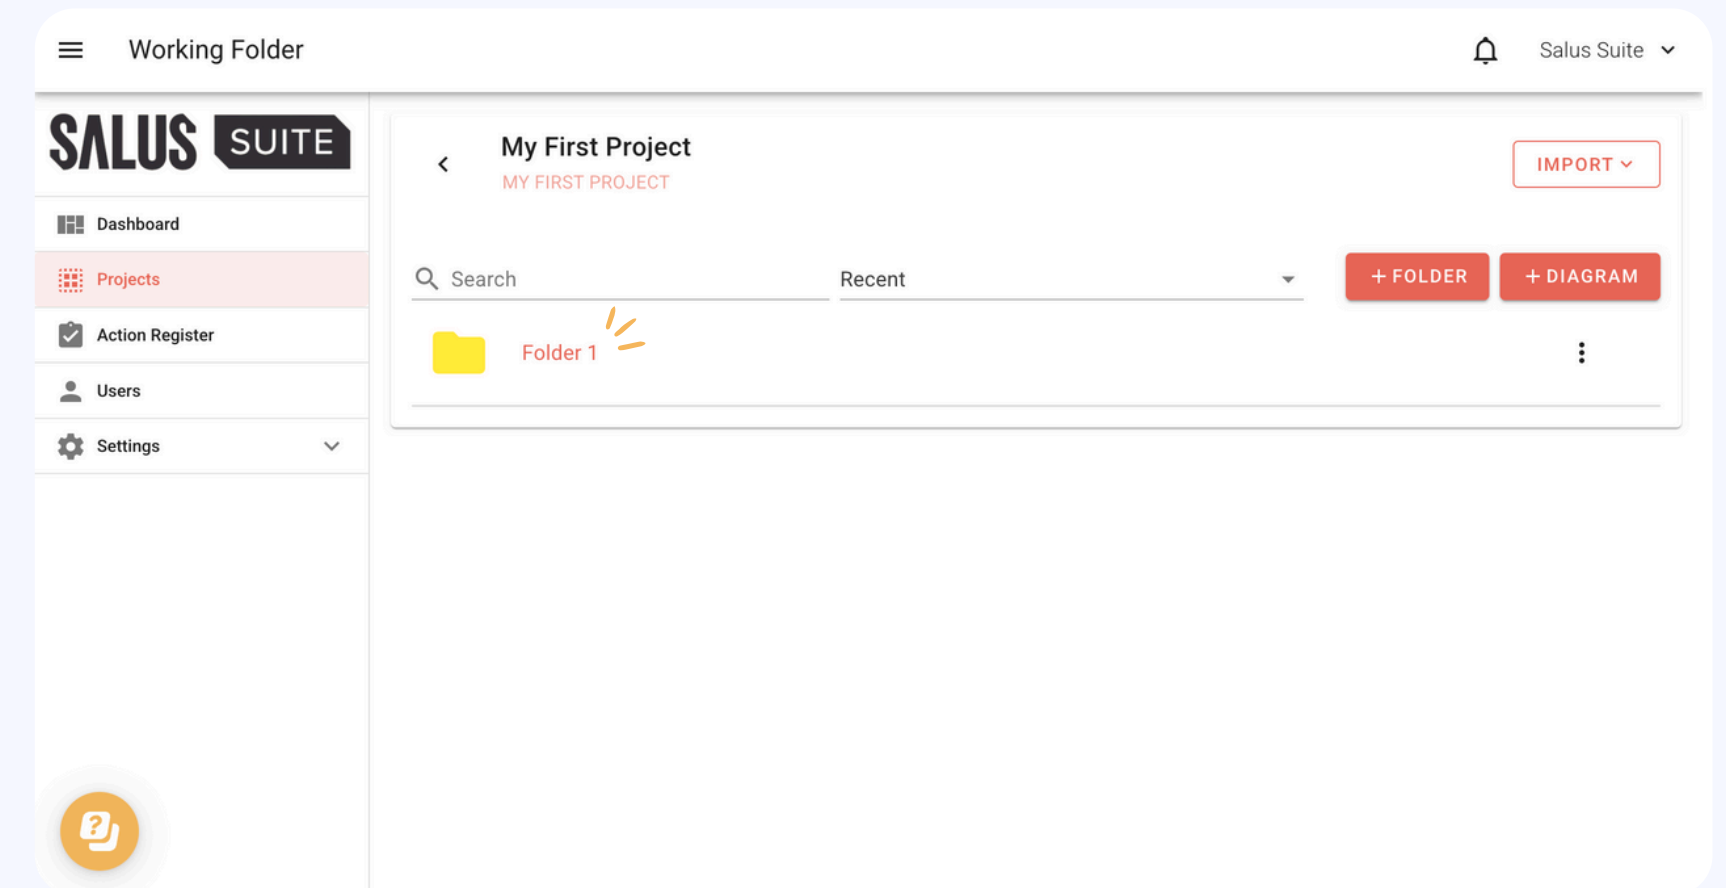 Working Folder
Salus Suite
SALUS SUITE
Dashboard
Projects
Action Register
Users
Settings
My First Project
MY FIRST PROJECT
IMPORT
Search
Recent
+ FOLDER
+ DIAGRAM
Folder 1
?